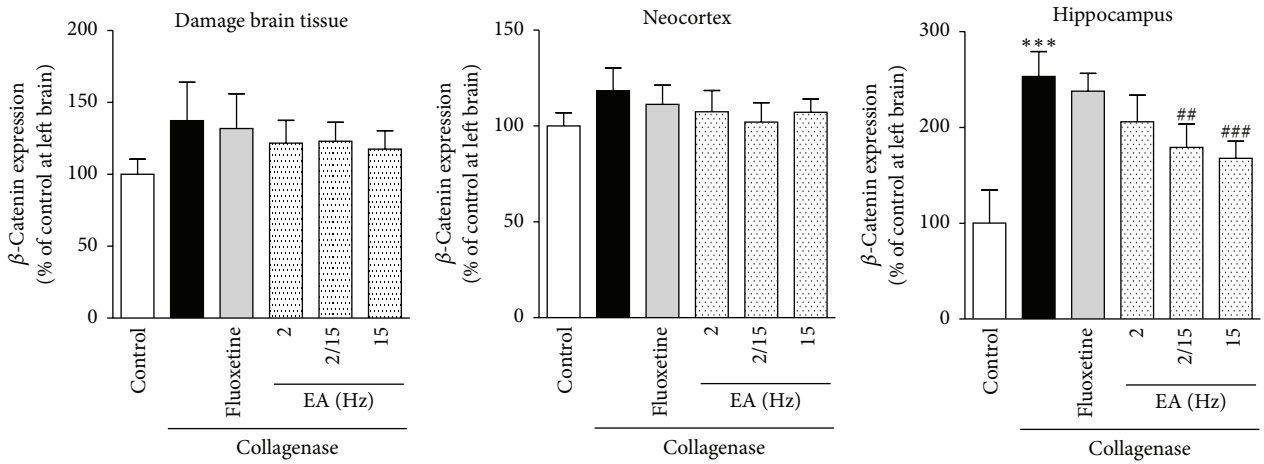 Damage brain tissue
β-Catenin expression
(% of control at left brain)
200
150
100
50
0
Control
Fluoxetine
2
2/15
15
EA (Hz)
Collagenase
Neocortex
β-Catenin expression
(% of control at left brain)
150
100
50
0
Control
Fluoxetine
2
2/15
15
EA (Hz)
Collagenase
Hippocampus
β-Catenin expression
(% of control at left brain)
300
200
100
0
***
##
###
Control
Fluoxetine
2
2/15
15
EA (Hz)
Collagenase